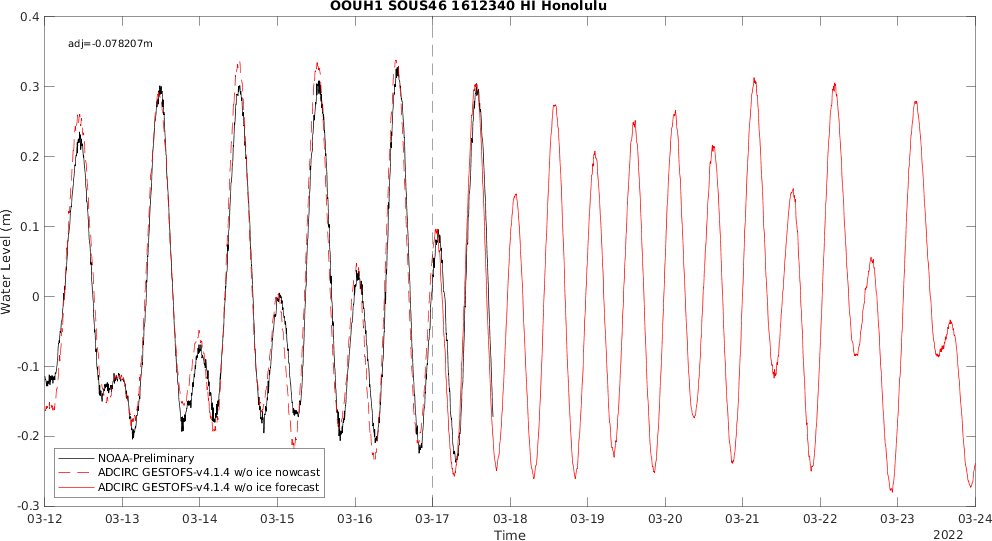 OOUH1 SOUS46 1612340 HI Honolulu
adj=-0.078207m
0.4
0.3
0.2
0.1
0
-0.1
-0.2
-0.3
Water Level (m)
NOAA-Preliminary
ADCIRC GESTOFS-v4.1.4 w/o ice nowcast
ADCIRC GESTOFS-v4.1.4 w/o ice forecast
03-12 03-13 03-14 03-15 03-16 03-17 03-18 03-19 03-20 03-21 03-22 03-23 03-24
Time
2022